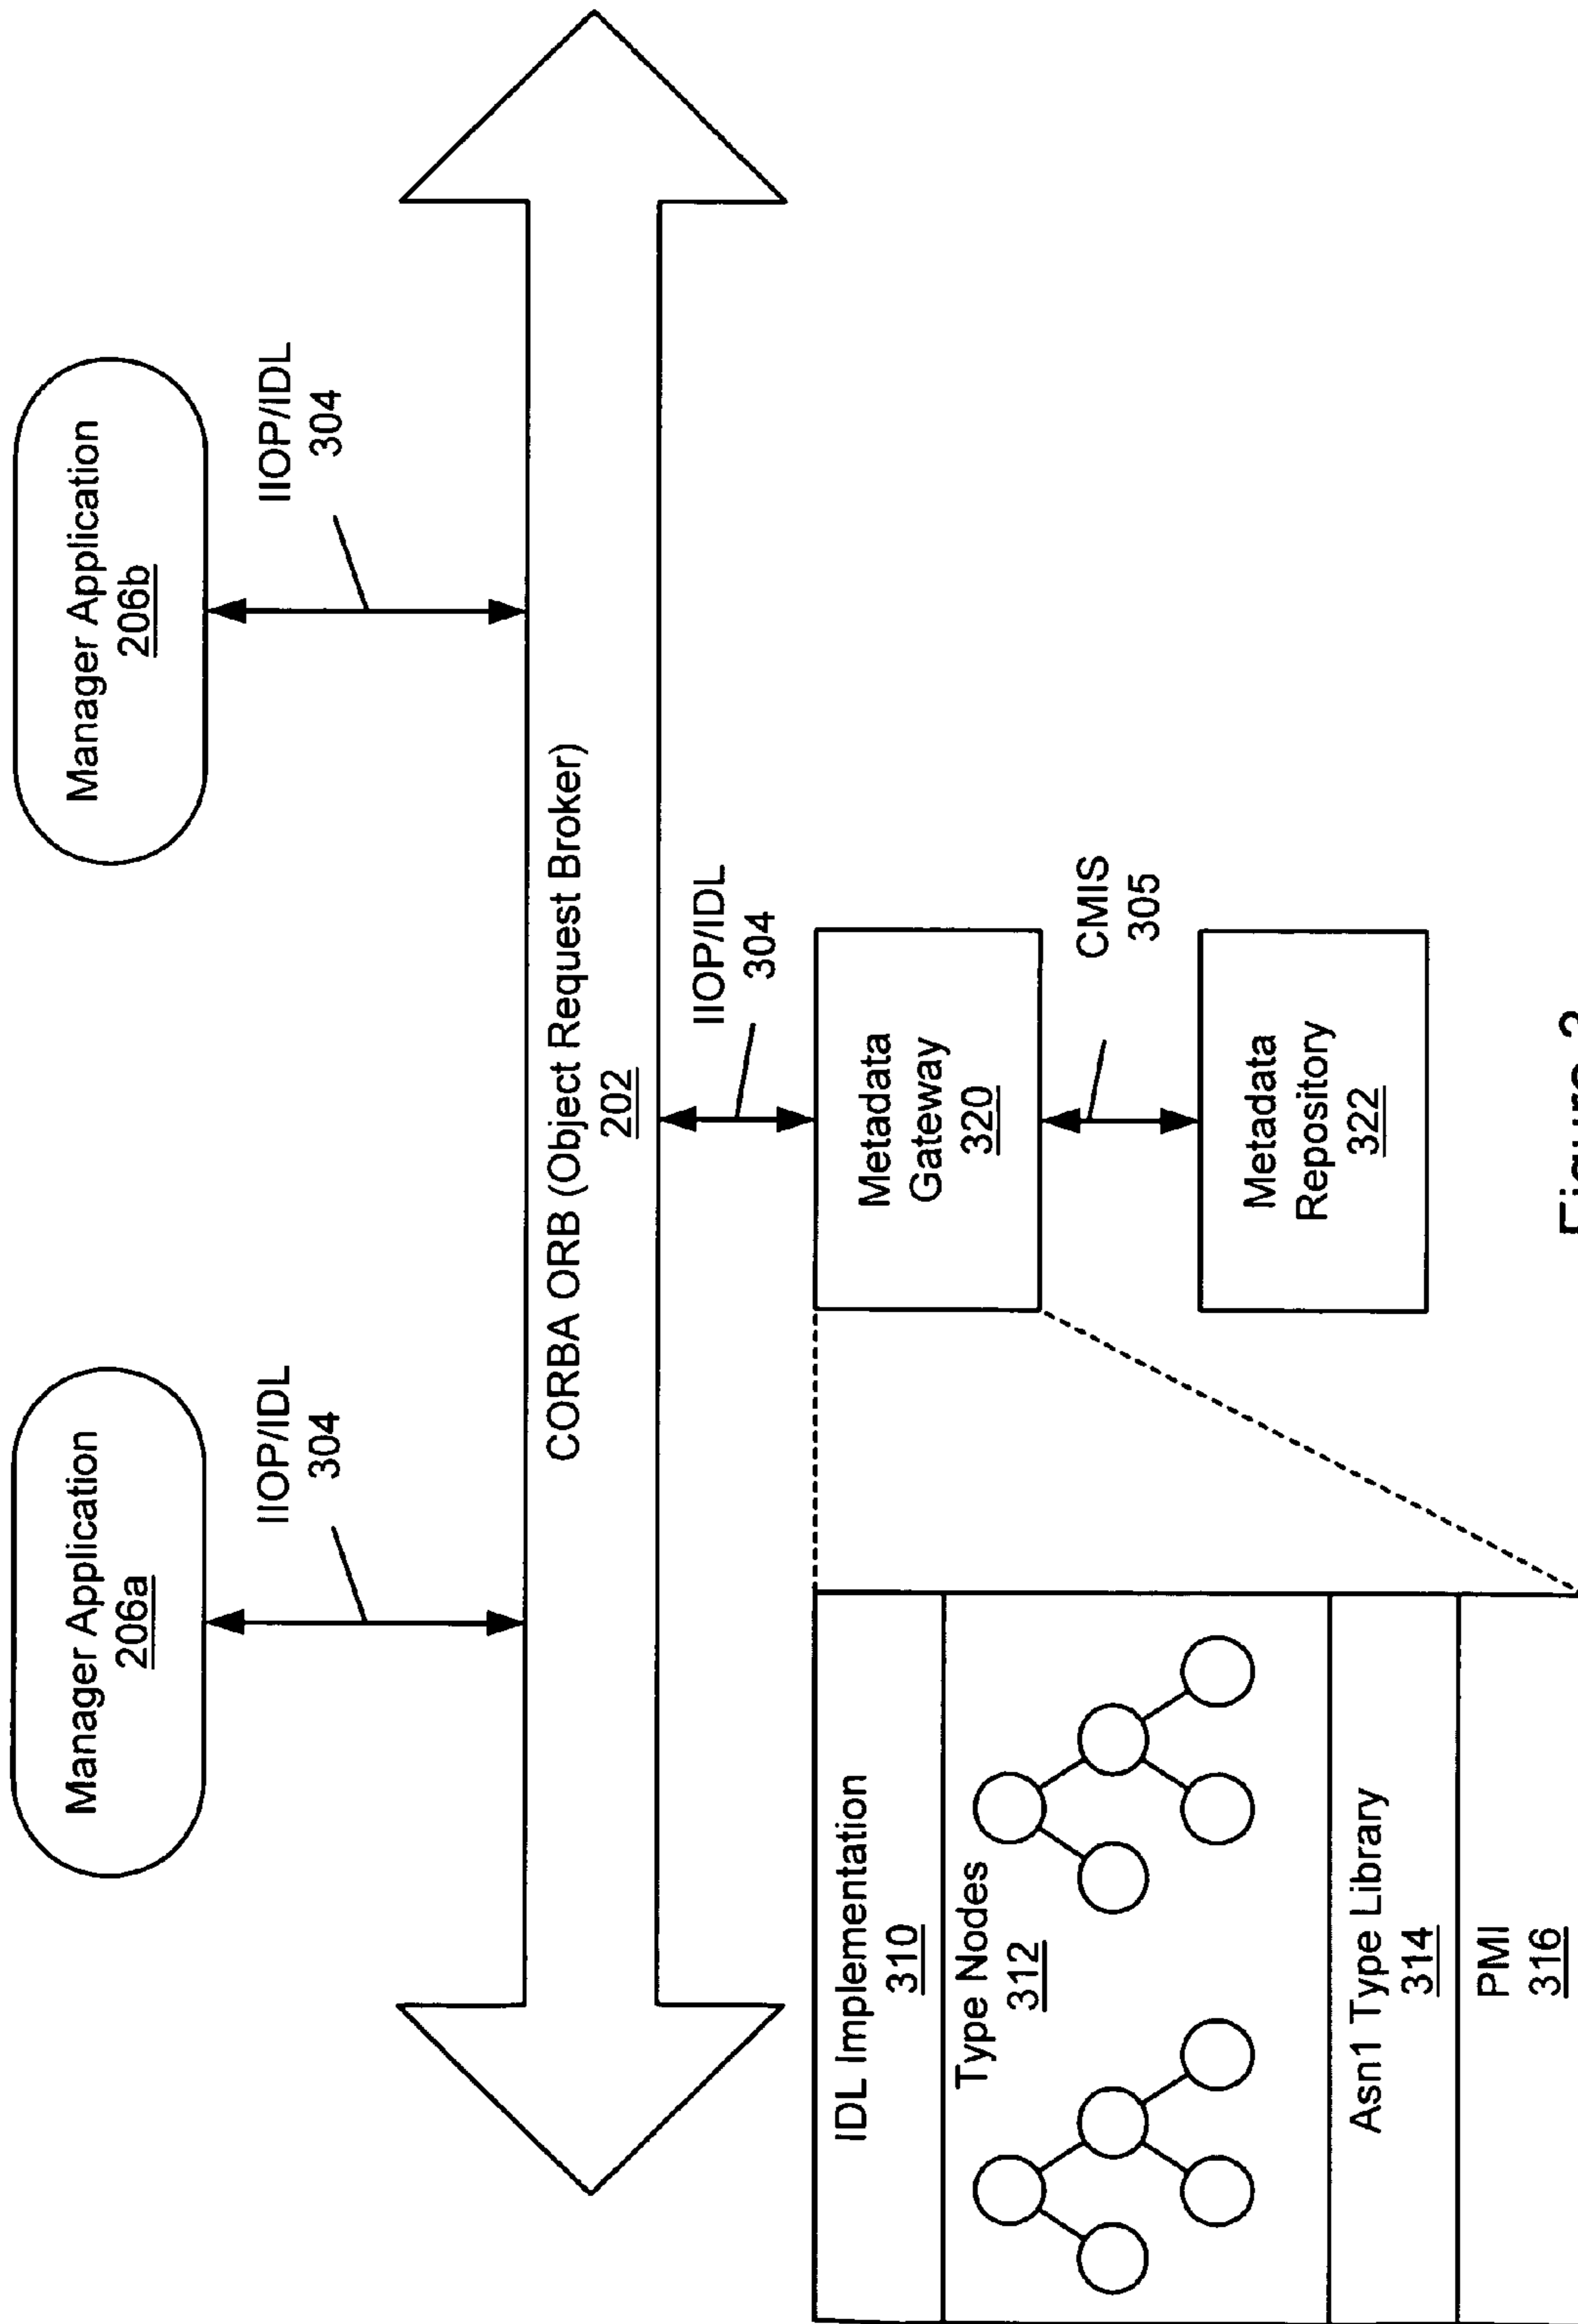 Manager Application
206a
Manager Application
206b
IIOP/IDL
304
IIOP/IDL
304
CORBA ORB (Object Request Broker)
202
IIOP/IDL
304
Metadata
Gateway
320
CMIS
305
Metadata
Repository
322
IDL Implementation
310
Type Nodes
312
Asn1 Type Library
314
PMI
316
Figure